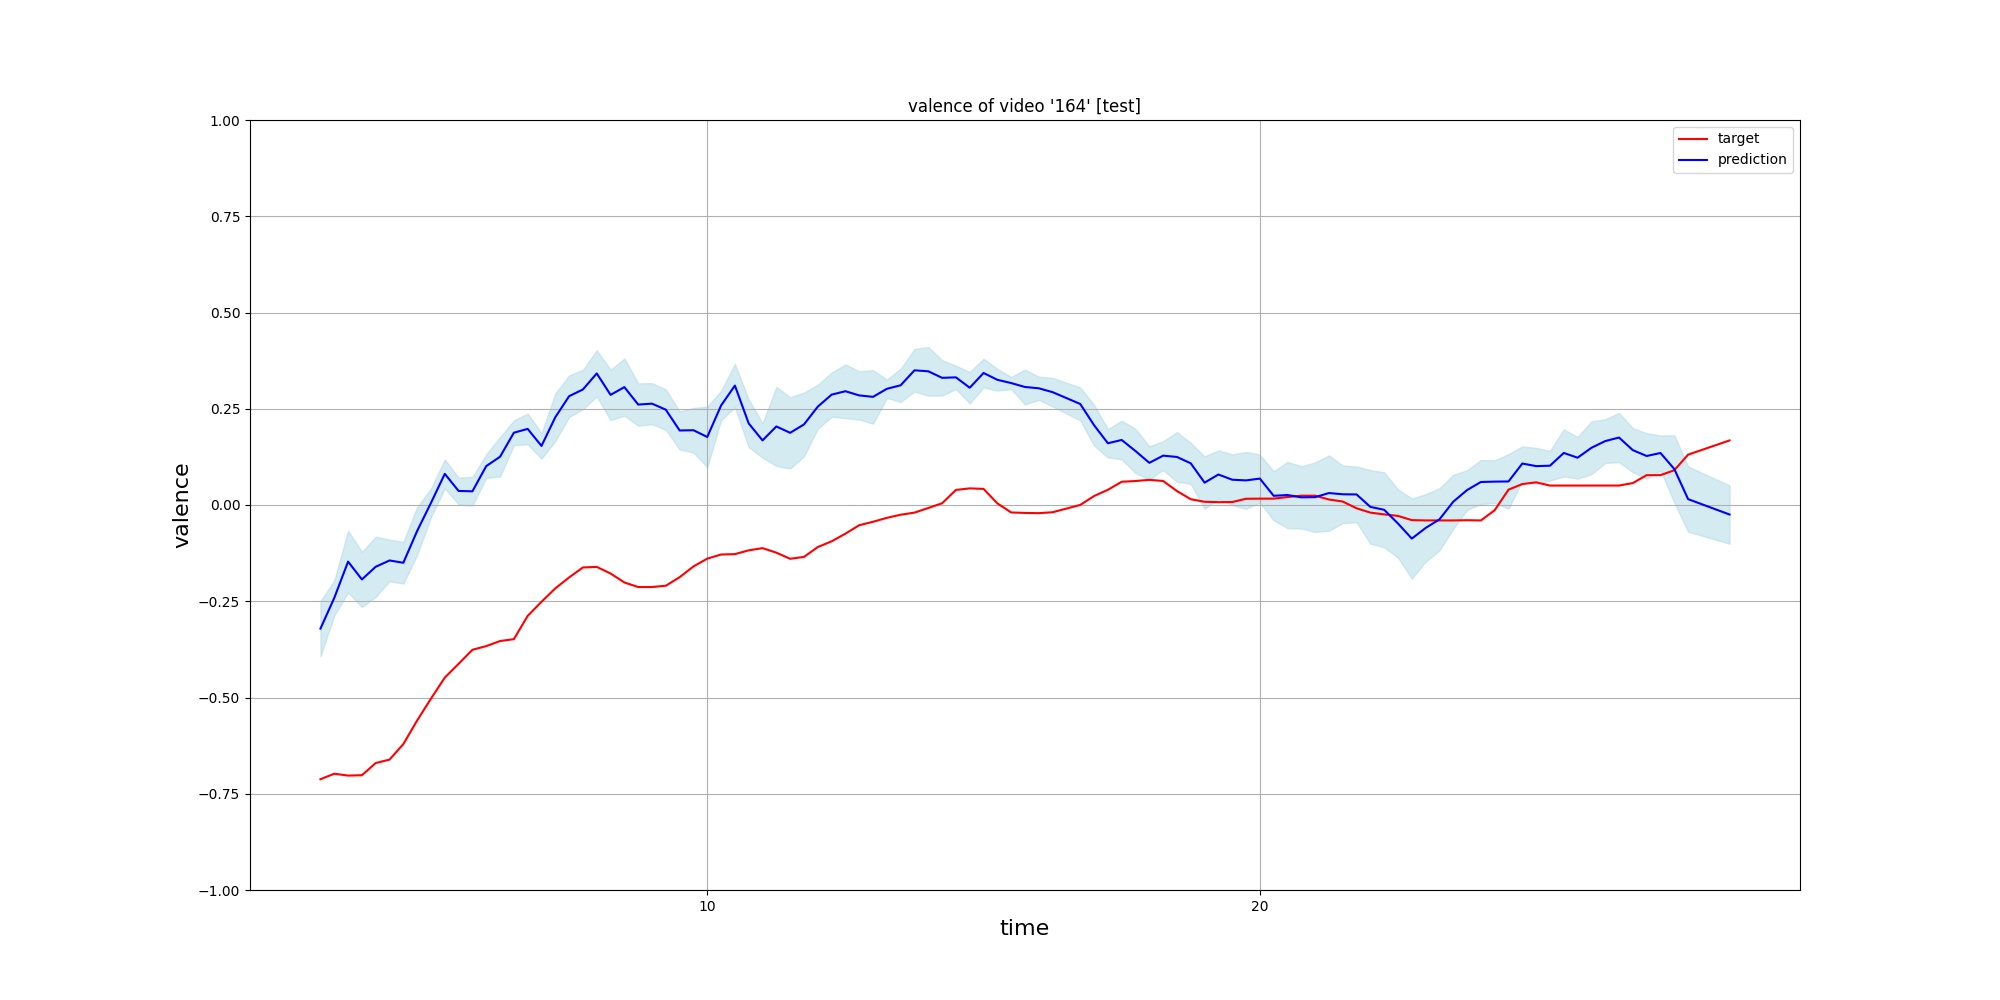 valence of video '164' [test]
1.00
0.75
0.50
0.25
0.00
−0.25
−0.50
−0.75
−1.00
valence
target
prediction
10
20
time